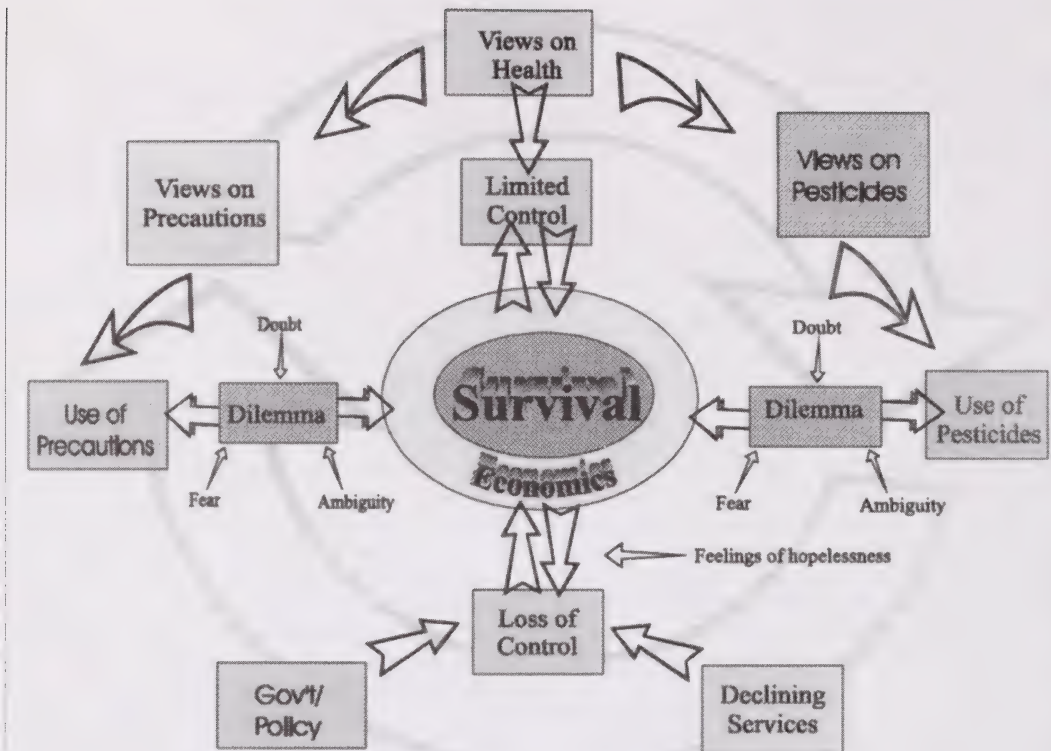 Views on
Health
Views on
Precautions
Limited
Control
Views on
Pesticides
Doubt
Doubt
Use of
Precautions
Dilemma
Survival
Economics
Dilemma
Use of
Pesticides
Fear
Ambiguity
Fear
Ambiguity
Feelings of hopelessness
Loss of
Control
Gov't/
Policy
Declining
Services